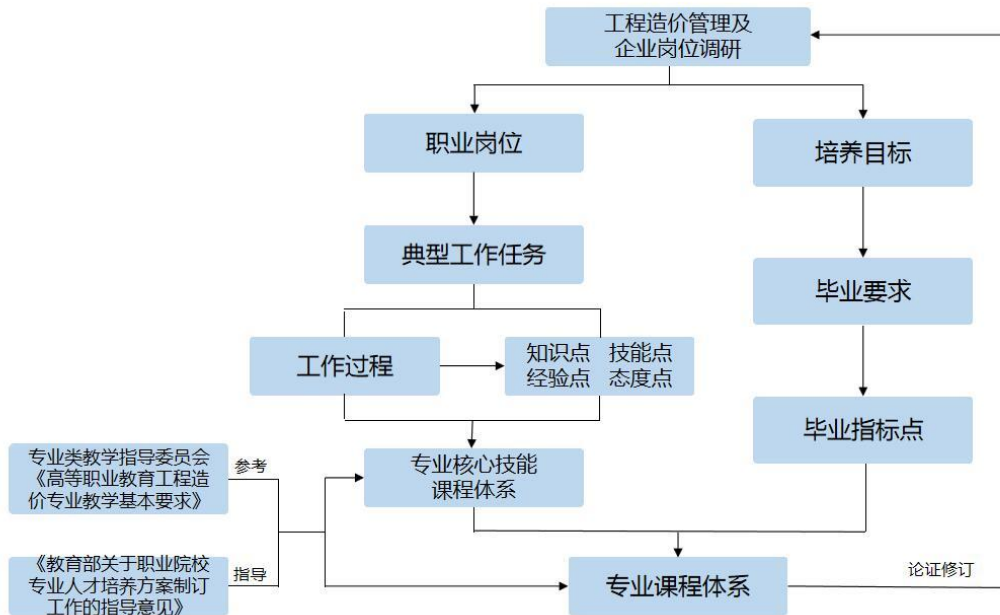 工程造价管理及
企业岗位调研
职业岗位
培养目标
典型工作任务
毕业要求
工作过程
知识点 技能点
经验点 态度点
毕业指标点
专业类教学指导委员会
《高等职业教育工程造
价专业教学基本要求》
参考
专业核心技能
课程体系
《教育部关于职业院校
专业人才培养方案制订
工作的指导意见》
指导
专业课程体系
论证修订